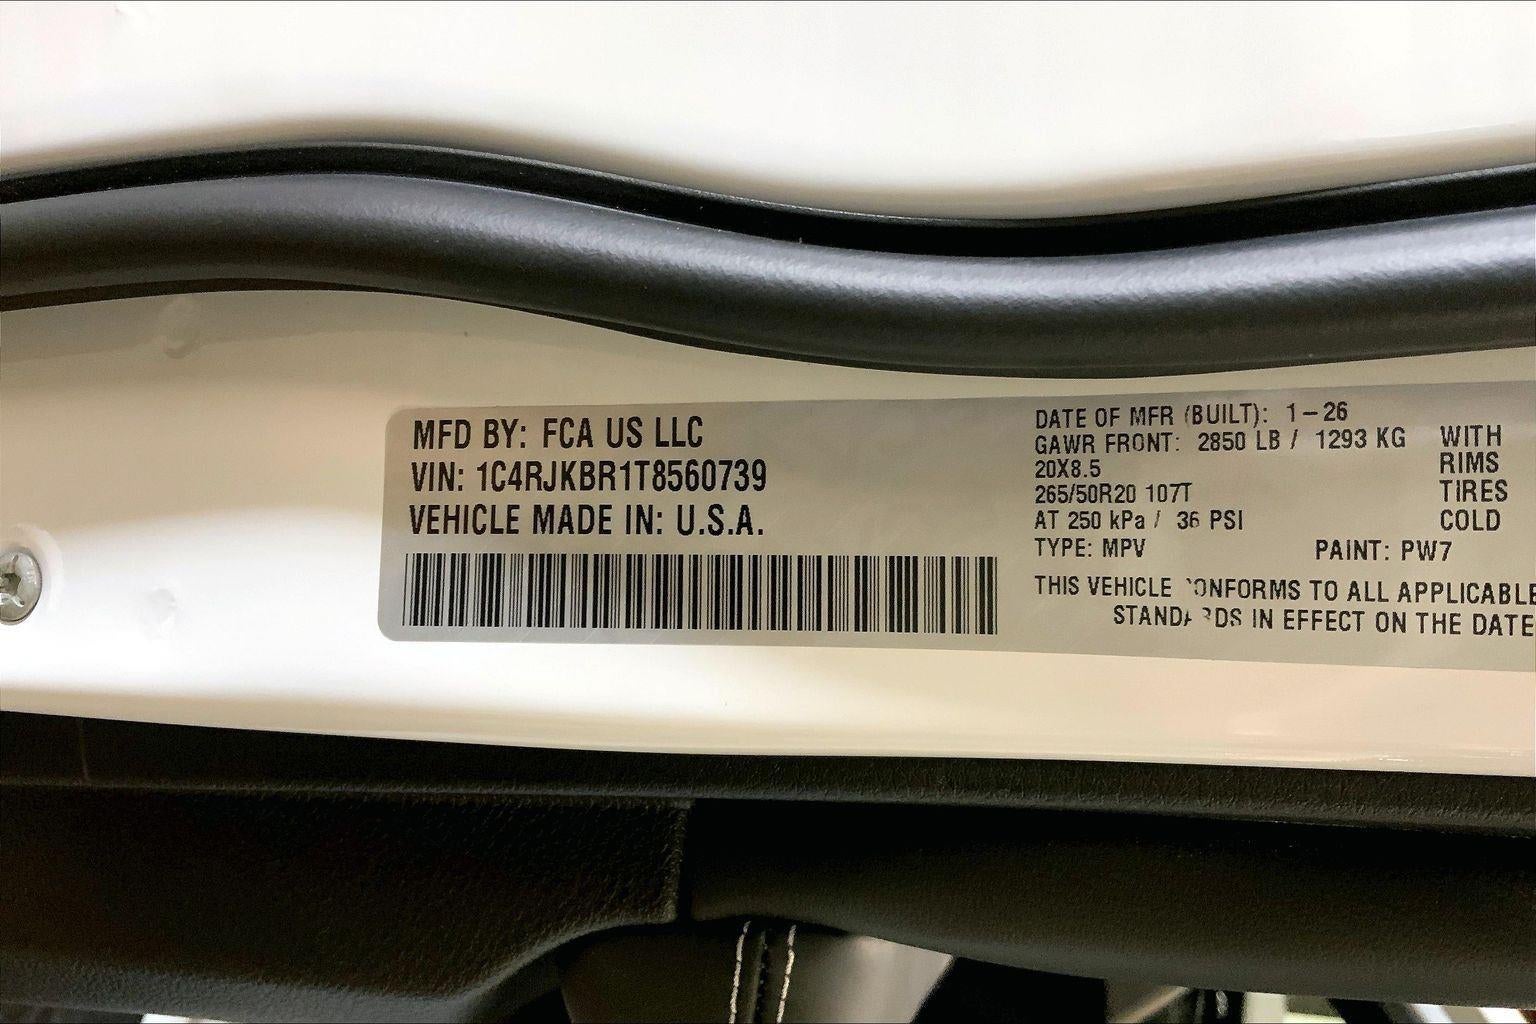 MFD BY: FCA US LLC
VIN: 1C4RJKBR1T8560739
VEHICLE MADE IN: U.S.A.
DATE OF MFR (BUILT): 1-26
GAWR FRONT: 2850 LB / 1293 KG WITH
20X8.5 RIMS
265/50R20 107T TIRES
AT 250 kPa / 36 PSI COLD
TYPE: MPV PAINT: PW7
THIS VEHICLE CONFORMS TO ALL APPLICABLE
STANDARDS IN EFFECT ON THE DATE